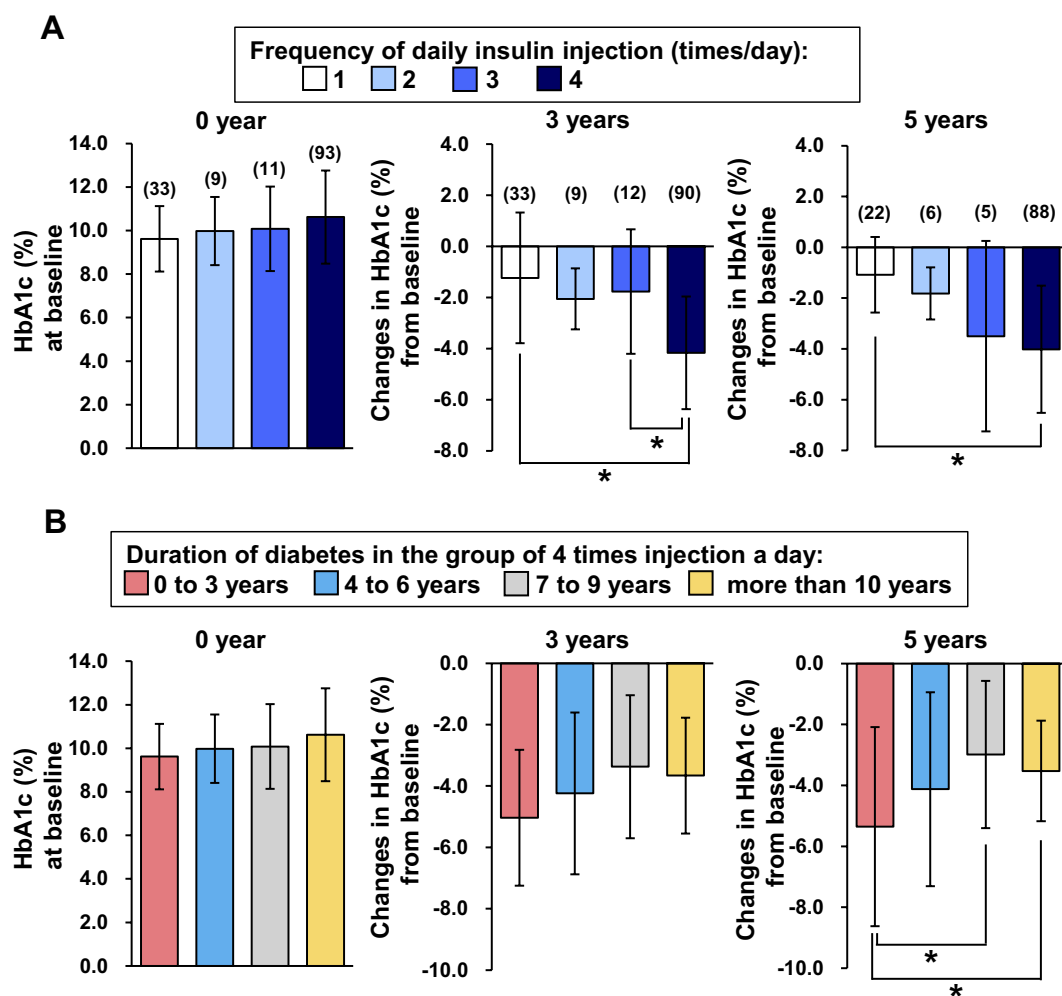 A
Frequency of daily insulin injection (times/day):
1 2 3 4
0 year
HbA1c (%)
at baseline
14.0
12.0
10.0
8.0
6.0
4.0
2.0
0.0
(33) (9) (11) (93)
3 years
Changes in HbA1c (%)
from baseline
4.0
2.0
0.0
-2.0
-4.0
-6.0
-8.0
(33) (9) (12) (90)
*
*
5 years
Changes in HbA1c (%)
from baseline
4.0
2.0
0.0
-2.0
-4.0
-6.0
-8.0
(22) (6) (5) (88)
*
B
Duration of diabetes in the group of 4 times injection a day:
0 to 3 years 4 to 6 years 7 to 9 years more than 10 years
0 year
HbA1c (%)
at baseline
14.0
12.0
10.0
8.0
6.0
4.0
2.0
0.0
3 years
Changes in HbA1c (%)
from baseline
0.0
-2.0
-4.0
-6.0
-8.0
-10.0
5 years
Changes in HbA1c (%)
from baseline
0.0
-2.0
-4.0
-6.0
-8.0
-10.0
*
*